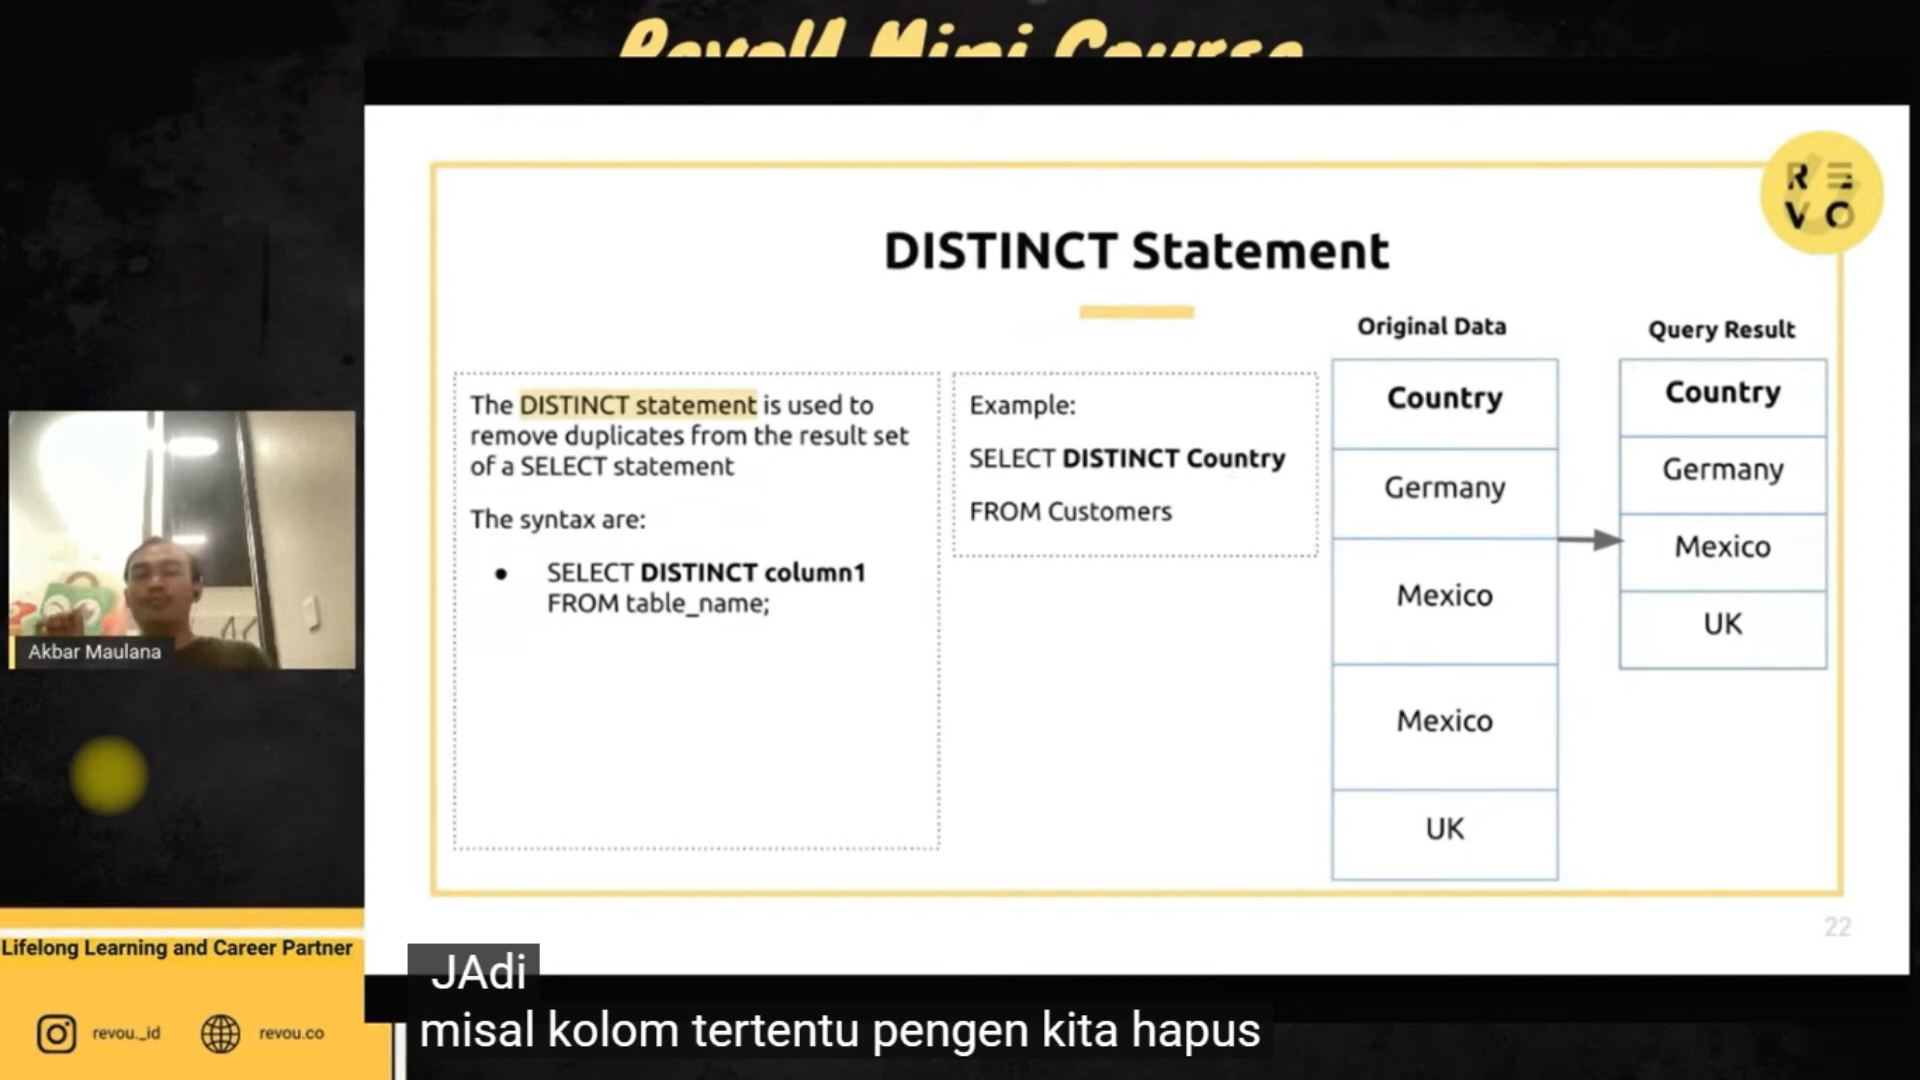 RevoU Mini Course
R E
V O
DISTINCT Statement
The DISTINCT statement is used to
remove duplicates from the result set
of a SELECT statement
The syntax are:
● SELECT DISTINCT column1
FROM table_name;
Example:
SELECT DISTINCT Country
FROM Customers
Original Data
Country
Germany
Mexico
Mexico
UK
Query Result
Country
Germany
Mexico
UK
22
Akbar Maulana
Lifelong Learning and Career Partner
revou_id
revou.co
JAdi
misal kolom tertentu pengen kita hapus